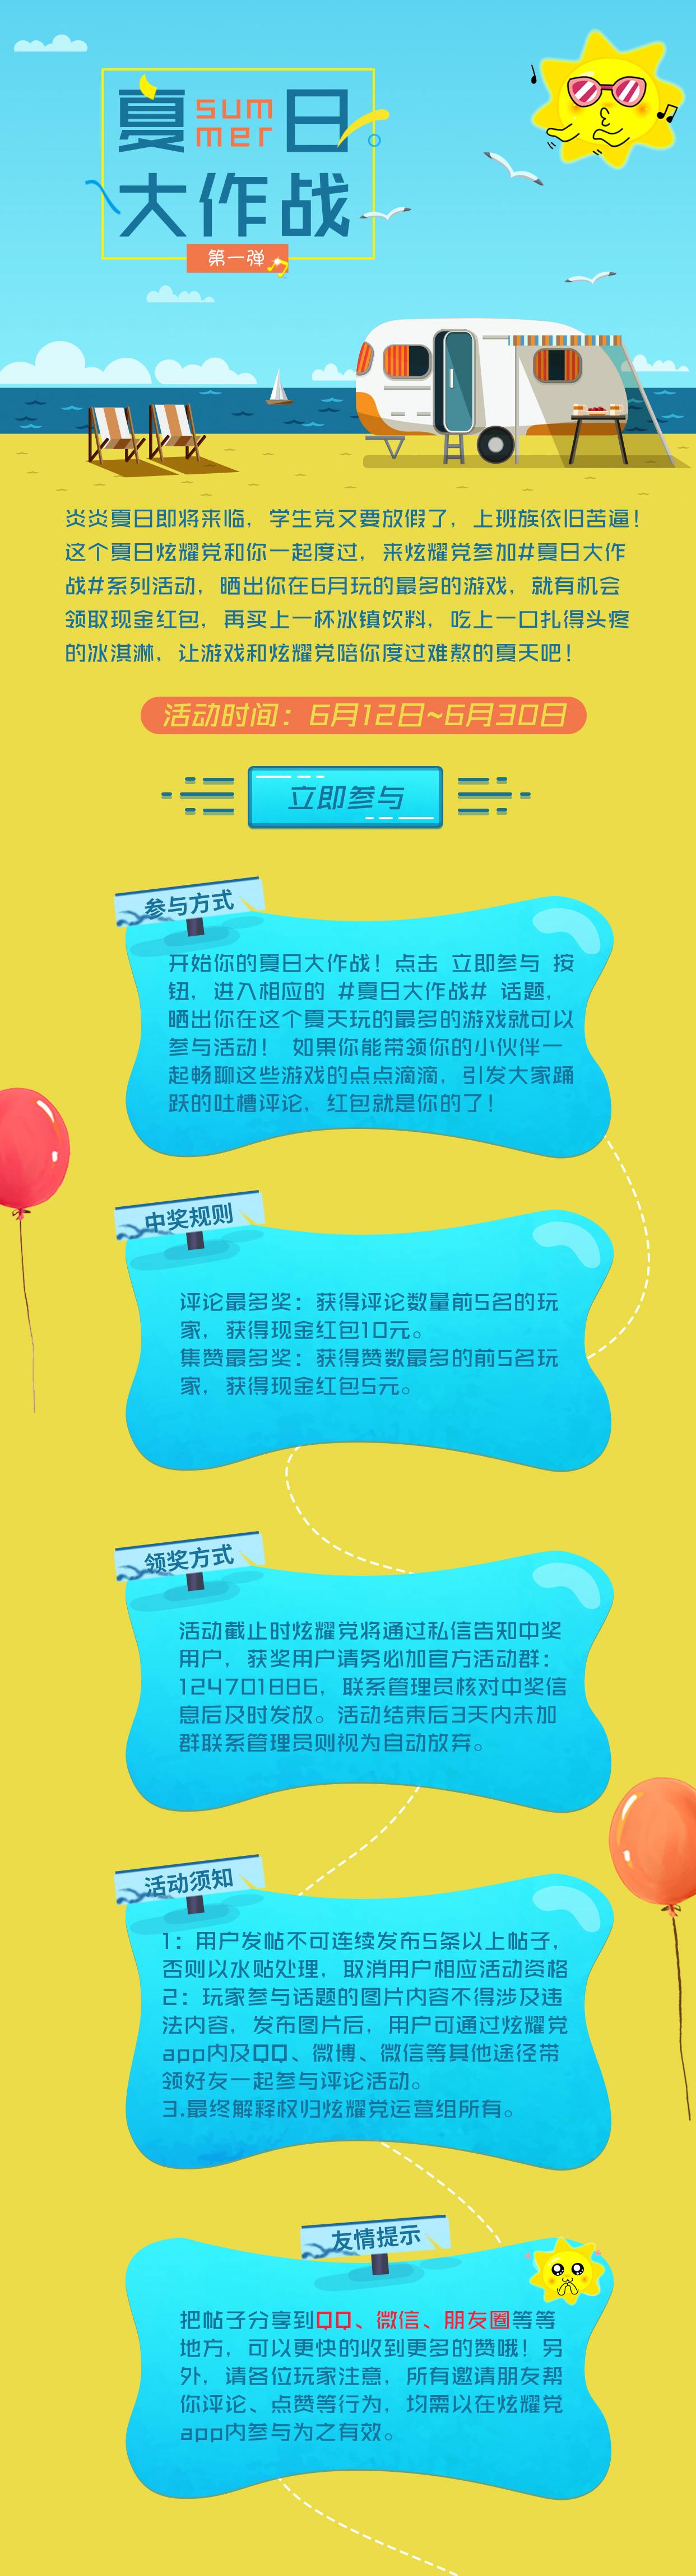 夏 summer 日
大作战
第一弹
炎炎夏日即将来临，学生党又要放假了，上班族依旧苦逼！
这个夏日炫耀党和你一起度过，来炫耀党参加#夏日大作
战#系列活动，晒出你在6月玩的最多的游戏，就有机会
领取现金红包，再买上一杯冰镇饮料，吃上一口扎得头疼
的冰淇淋，让游戏和炫耀党陪你度过难熬的夏天吧！
活动时间：6月12日~6月30日
立即参与
参与方式
开始你的夏日大作战！点击 立即参与 按
钮，进入相应的 #夏日大作战# 话题，
晒出你在这个夏天玩的最多的游戏就可以
参与活动！ 如果你能带领你的小伙伴一
起畅聊这些游戏的点点滴滴，引发大家踊
跃的吐槽评论，红包就是你的了！
中奖规则
评论最多奖：获得评论数量前5名的玩
家，获得现金红包10元。
集赞最多奖：获得赞数最多的前5名玩
家，获得现金红包5元。
领奖方式
活动截止时炫耀党将通过私信告知中奖
用户，获奖用户请务必加官方活动群：
124701886，联系管理员核对中奖信
息后及时发放。活动结束后3天内未加
群联系管理员则视为自动放弃。
活动须知
1：用户发帖不可连续发布5条以上帖子，
否则以水贴处理，取消用户相应活动资格
2：玩家参与话题的图片内容不得涉及违
法内容，发布图片后，用户可通过炫耀党
app内及QQ、微博、微信等其他途径带
领好友一起参与评论活动。
3.最终解释权归炫耀党运营组所有。
友情提示
把帖子分享到QQ、微信、朋友圈等等
地方，可以更快的收到更多的赞哦！另
外，请各位玩家注意，所有邀请朋友帮
你评论、点赞等行为，均需以在炫耀党
app内参与为之有效。